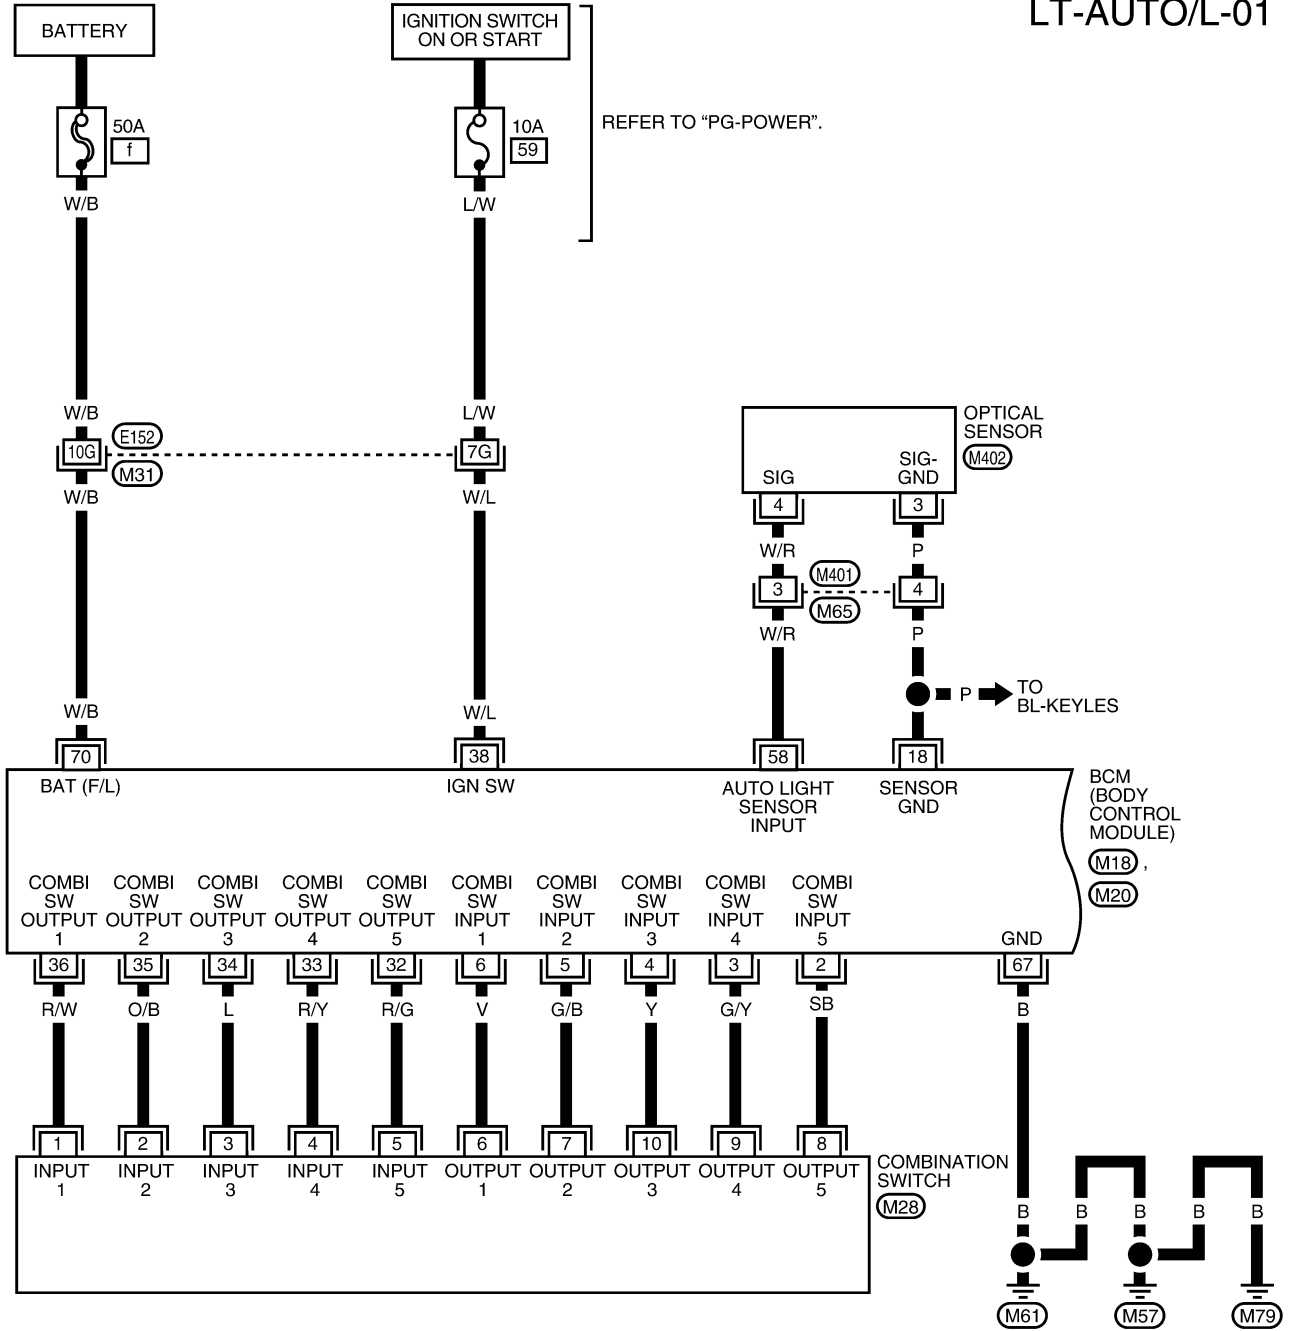 LT-AUTO/L-01
BATTERY
IGNITION SWITCH
ON OR START
50A
f
10A
59
REFER TO “PG-POWER”.
W/B
L/W
W/B
L/W
10G
E152
M31
7G
W/B
W/L
OPTICAL
SENSOR
M402
SIG
SIG-
GND
4
3
W/R
P
3
M401
M65
4
W/R
P
P
TO
BL-KEYLES
W/B
W/L
70
38
58
18
BAT (F/L)
IGN SW
AUTO LIGHT
SENSOR
INPUT
SENSOR
GND
BCM
(BODY
CONTROL
MODULE)
M18 ,
M20
COMBI COMBI COMBI COMBI COMBI COMBI COMBI COMBI COMBI COMBI
SW SW SW SW SW SW SW SW SW SW
OUTPUT OUTPUT OUTPUT OUTPUT OUTPUT INPUT INPUT INPUT INPUT INPUT
1 2 3 4 5 1 2 3 4 5 GND
36 35 34 33 32 6 5 4 3 2 67
R/W O/B L R/Y R/G V G/B Y G/Y SB B
1 2 3 4 5 6 7 10 9 8
INPUT INPUT INPUT INPUT INPUT OUTPUT OUTPUT OUTPUT OUTPUT OUTPUT
1 2 3 4 5 1 2 3 4 5
COMBINATION
SWITCH
M28
B B B B B
M61 M57 M79